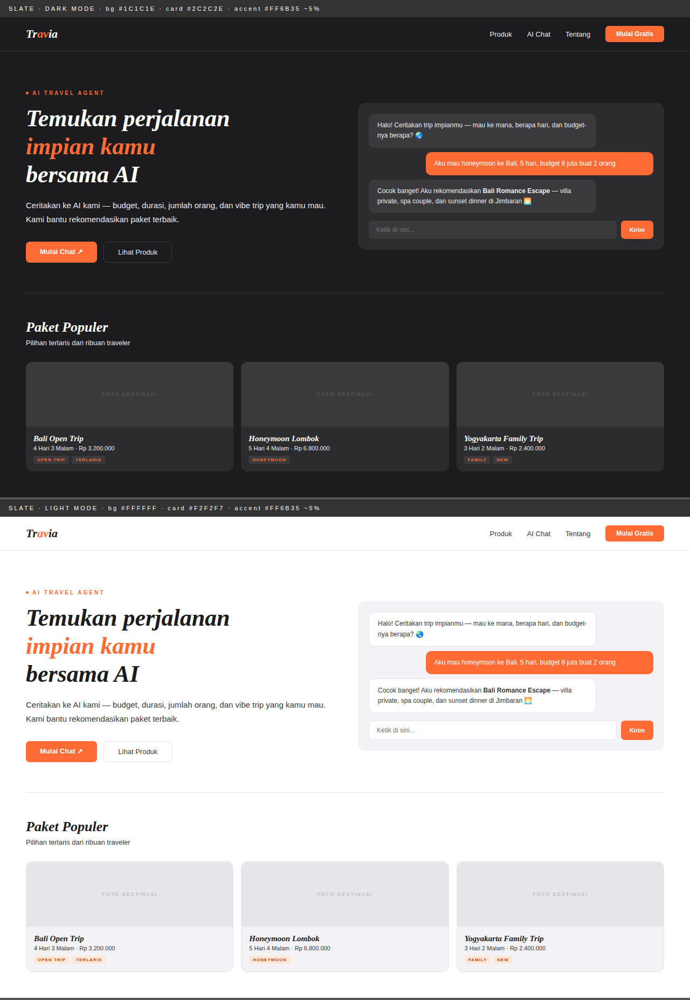 SLATE · DARK MODE · bg #1C1C1E · card #2C2C2E · accent #FF6B35 ~5%
Travia
Produk
AI Chat
Tentang
Mulai Gratis
AI TRAVEL AGENT
Temukan perjalanan
impian kamu
bersama AI
Ceritakan ke AI kami — budget, durasi, jumlah orang, dan vibe trip yang kamu mau.
Kami bantu rekomendasikan paket terbaik.
Mulai Chat ↗
Lihat Produk
Halo! Ceritakan trip impianmu — mau ke mana, berapa hari, dan budget-
nya berapa? 🌏
Aku mau honeymoon ke Bali, 5 hari, budget 8 juta buat 2 orang
Cocok banget! Aku rekomendasikan Bali Romance Escape — villa
private, spa couple, dan sunset dinner di Jimbaran 🌅
Ketik di sini...
Kirim
Paket Populer
Pilihan terlaris dari ribuan traveler
FOTO DESTINASI
Bali Open Trip
4 Hari 3 Malam · Rp 3.200.000
OPEN TRIP
TERLARIS
FOTO DESTINASI
Honeymoon Lombok
5 Hari 4 Malam · Rp 6.800.000
HONEYMOON
FOTO DESTINASI
Yogyakarta Family Trip
3 Hari 2 Malam · Rp 2.400.000
FAMILY
NEW
SLATE · LIGHT MODE · bg #FFFFFF · card #F2F2F7 · accent #FF6B35 ~5%
Travia
Produk
AI Chat
Tentang
Mulai Gratis
AI TRAVEL AGENT
Temukan perjalanan
impian kamu
bersama AI
Ceritakan ke AI kami — budget, durasi, jumlah orang, dan vibe trip yang kamu mau.
Kami bantu rekomendasikan paket terbaik.
Mulai Chat ↗
Lihat Produk
Halo! Ceritakan trip impianmu — mau ke mana, berapa hari, dan budget-
nya berapa? 🌏
Aku mau honeymoon ke Bali, 5 hari, budget 8 juta buat 2 orang
Cocok banget! Aku rekomendasikan Bali Romance Escape — villa
private, spa couple, dan sunset dinner di Jimbaran 🌅
Ketik di sini...
Kirim
Paket Populer
Pilihan terlaris dari ribuan traveler
FOTO DESTINASI
Bali Open Trip
4 Hari 3 Malam · Rp 3.200.000
OPEN TRIP
TERLARIS
FOTO DESTINASI
Honeymoon Lombok
5 Hari 4 Malam · Rp 6.800.000
HONEYMOON
FOTO DESTINASI
Yogyakarta Family Trip
3 Hari 2 Malam · Rp 2.400.000
FAMILY
NEW